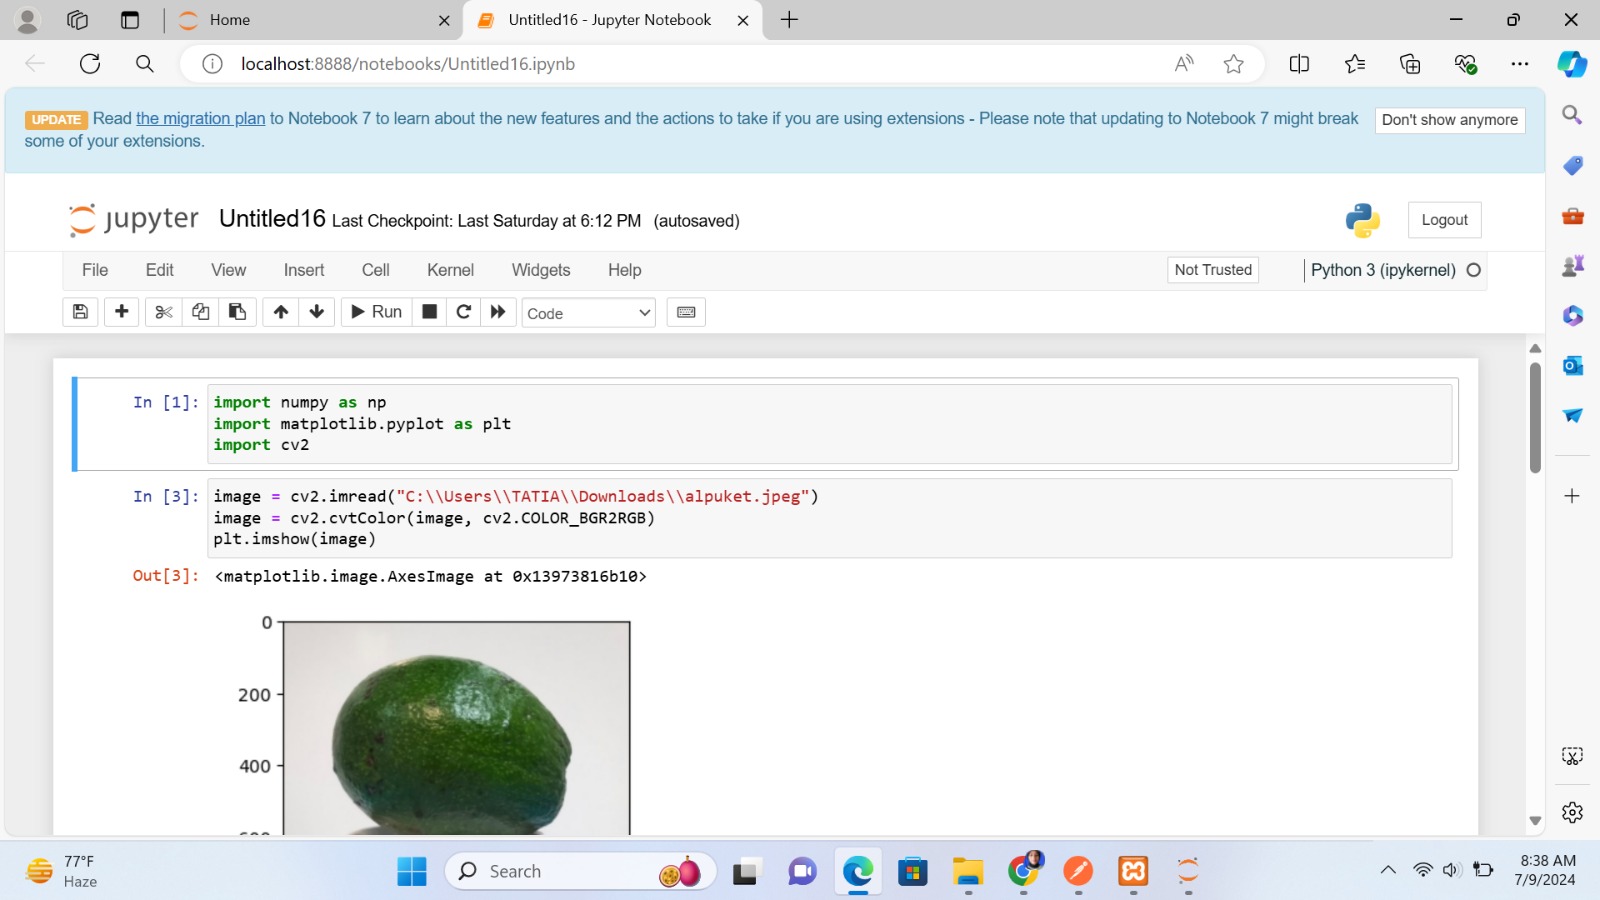 Home
Untitled16 - Jupyter Notebook
localhost:8888/notebooks/Untitled16.ipynb
UPDATE Read the migration plan to Notebook 7 to learn about the new features and the actions to take if you are using extensions - Please note that updating to Notebook 7 might break
some of your extensions.
Don't show anymore
jupyter Untitled16 Last Checkpoint: Last Saturday at 6:12 PM (autosaved)
Logout
File Edit View Insert Cell Kernel Widgets Help
Not Trusted
Python 3 (ipykernel)
Run
Code
In [1]: import numpy as np
import matplotlib.pyplot as plt
import cv2
In [3]: image = cv2.imread("C:\\Users\\TATIA\\Downloads\\alpuket.jpeg")
image = cv2.cvtColor(image, cv2.COLOR_BGR2RGB)
plt.imshow(image)
Out[3]: <matplotlib.image.AxesImage at 0x13973816b10>
0
200
400
77°F
Haze
Search
8:38 AM
7/9/2024